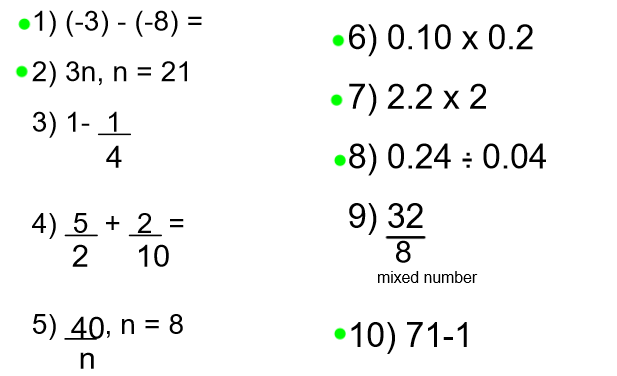 1) (-3) - (-8) =
2) 3n, n = 21
3) 1- 1
4
4) 5 + 2 =
2 10
5) 40, n = 8
n
6) 0.10 x 0.2
7) 2.2 x 2
8) 0.24 ÷ 0.04
9) 32
8
mixed number
10) 71-1